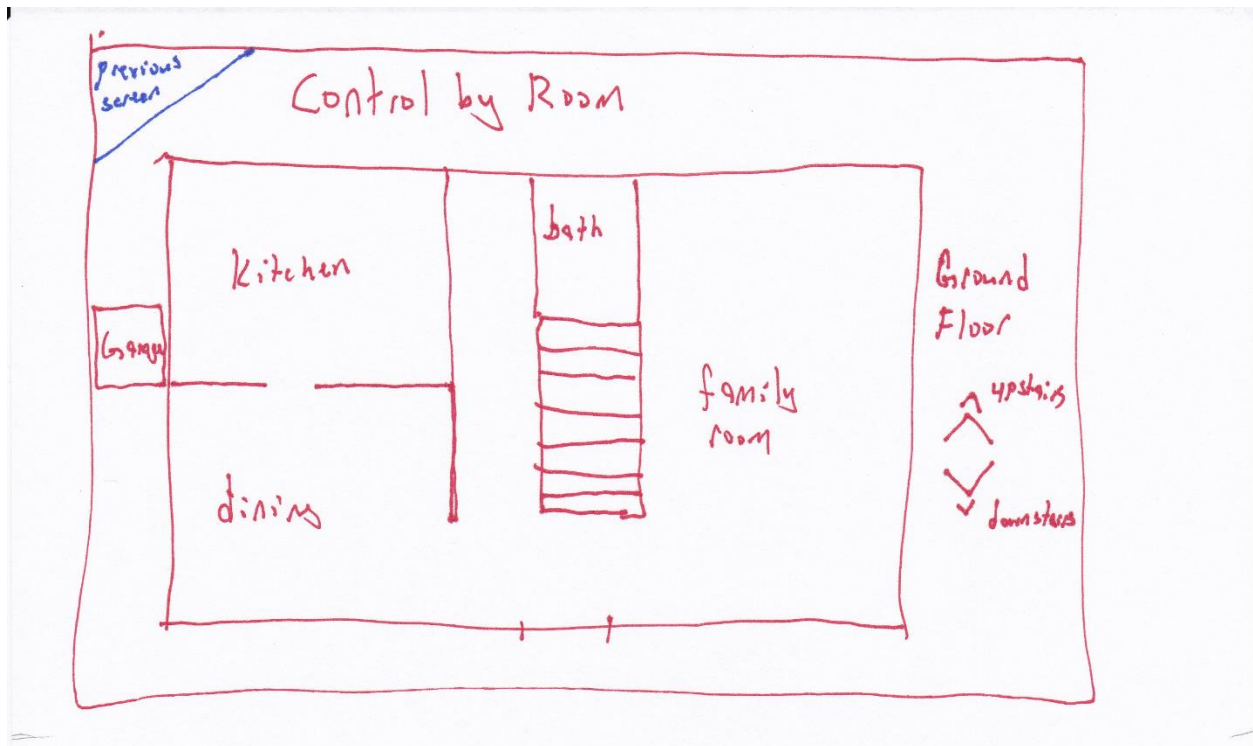 previous
screen
Control by Room
bath
Kitchen
Ground
Floor
Garage
family
room
upstairs
dining
downstairs